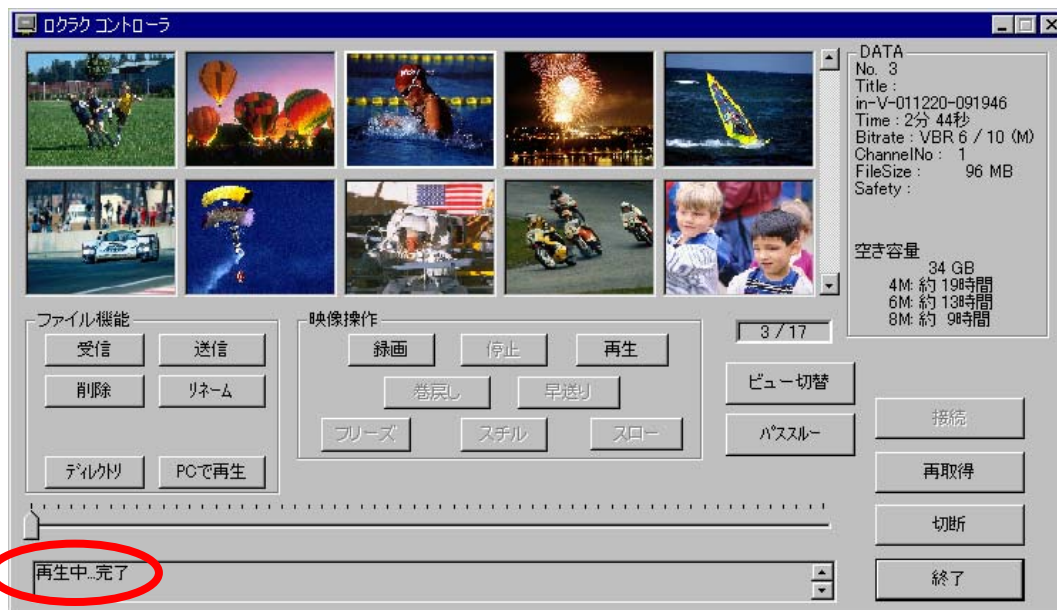 ロクラク コントローラ
DATA
No. 3
Title :
in-V-011220-091946
Time : 2分 44秒
Bitrate : VBR 6 / 10 (M)
ChannelNo : 1
FileSize : 96 MB
Safety :
空き容量
34 GB
4M: 約 19時間
6M: 約 13時間
8M: 約 9時間
ファイル機能
受信
送信
削除
リネーム
ディレクトリ
PCで再生
映像操作
録画
停止
再生
巻戻し
早送り
フリーズ
スチル
スロー
3 / 17
ビュー切替
パススルー
接続
再取得
切断
終了
再生中...完了